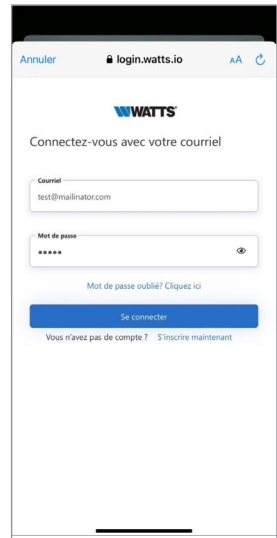 Annuler login.watts.io AA
WATTS
Connectez-vous avec votre courriel
Courriel
test@mailinator.com
Mot de passe
•••••
Mot de passe oublié? Cliquez ici
Se connecter
Vous n'avez pas de compte ? S'inscrire maintenant